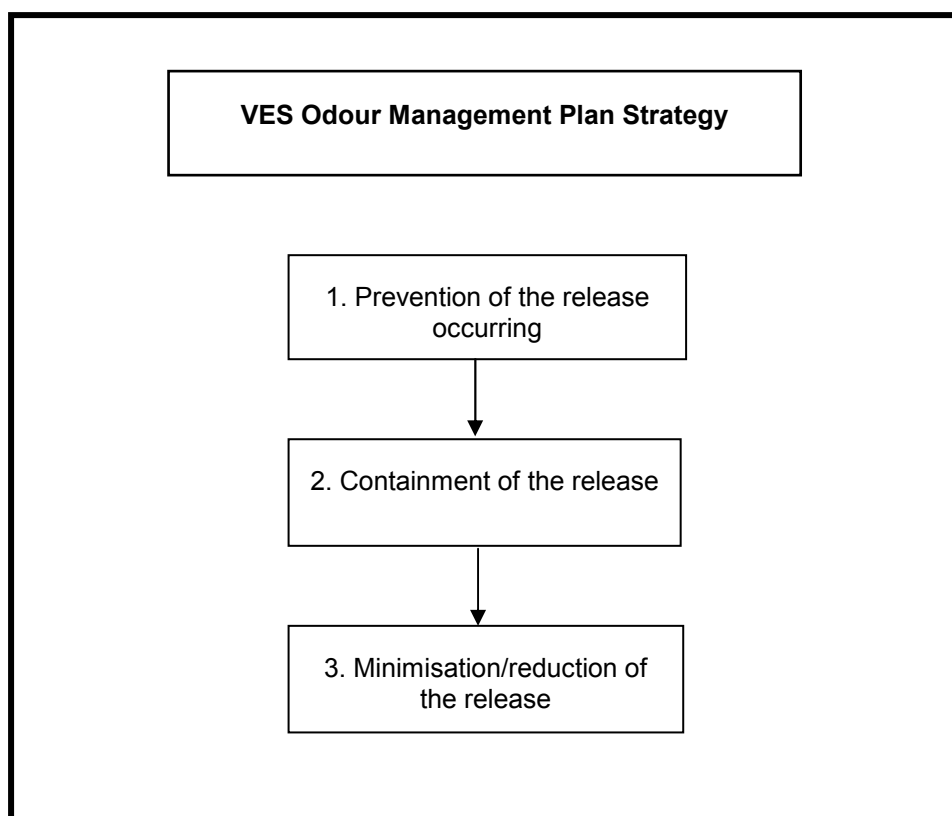 VES Odour Management Plan Strategy
1. Prevention of the release
occurring
2. Containment of the release
3. Minimisation/reduction of
the release